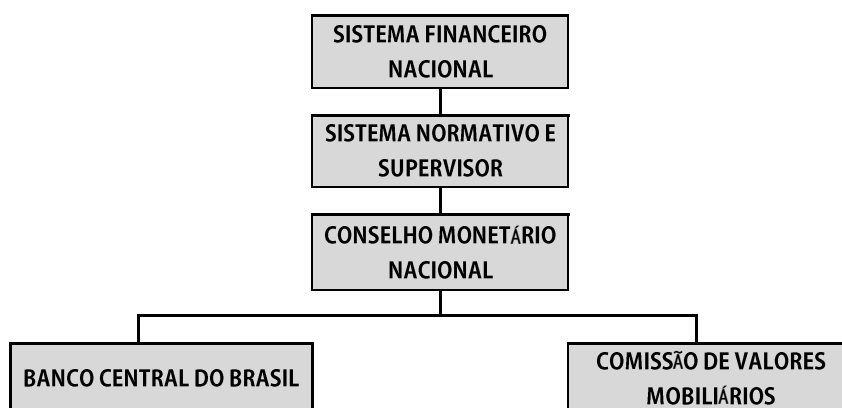 SISTEMA FINANCEIRO
NACIONAL
SISTEMA NORMATIVO E
SUPERVISOR
CONSELHO MONETÁRIO
NACIONAL
BANCO CENTRAL DO BRASIL
COMISSÃO DE VALORES
MOBILIÁRIOS